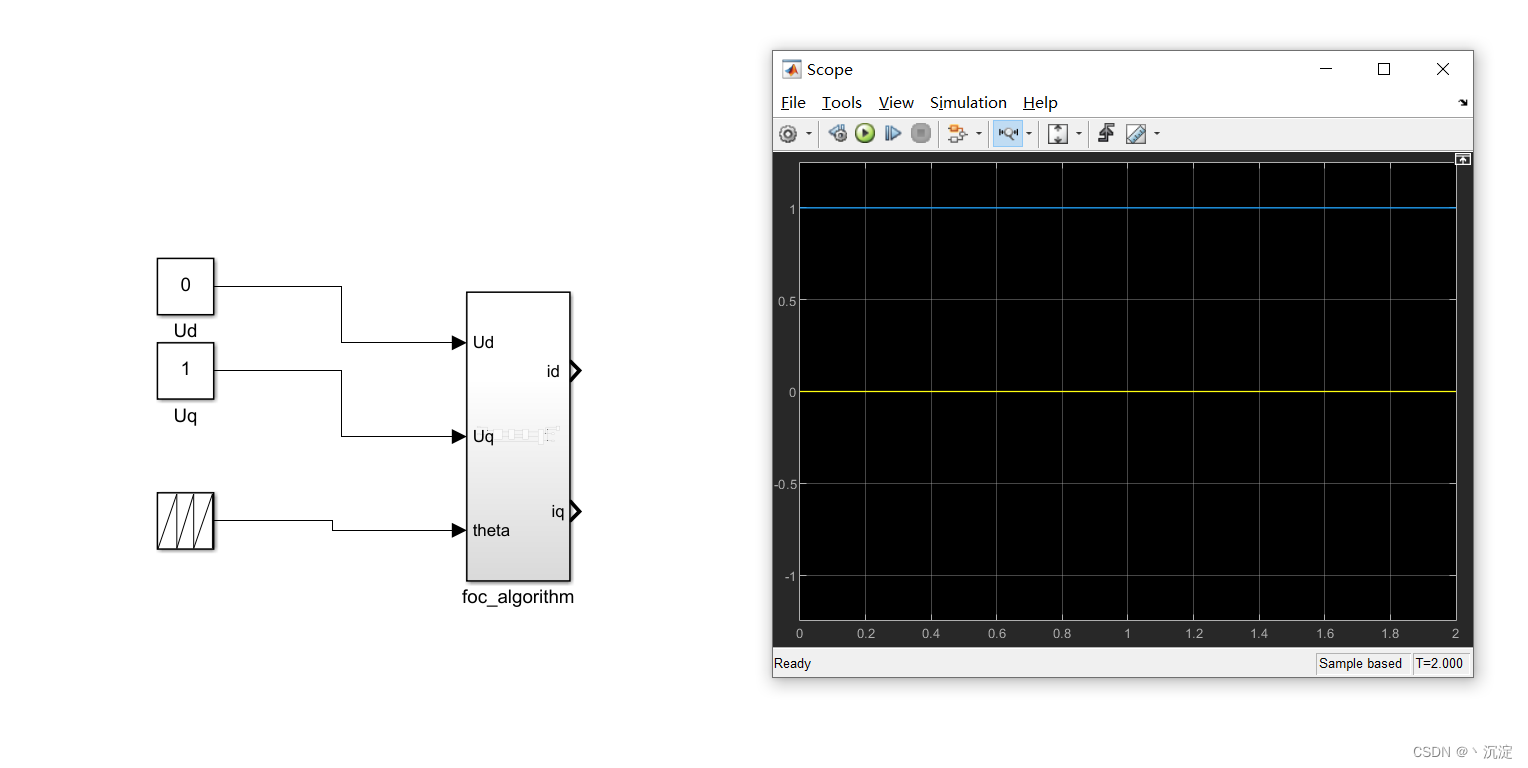 0
Ud
1
Uq
Ud
id
Uq
iq
theta
foc_algorithm
Scope
File Tools View Simulation Help
1
0.5
0
-0.5
-1
0 0.2 0.4 0.6 0.8 1 1.2 1.4 1.6 1.8 2
Ready Sample based T=2.000
CSDN @丶沉淀